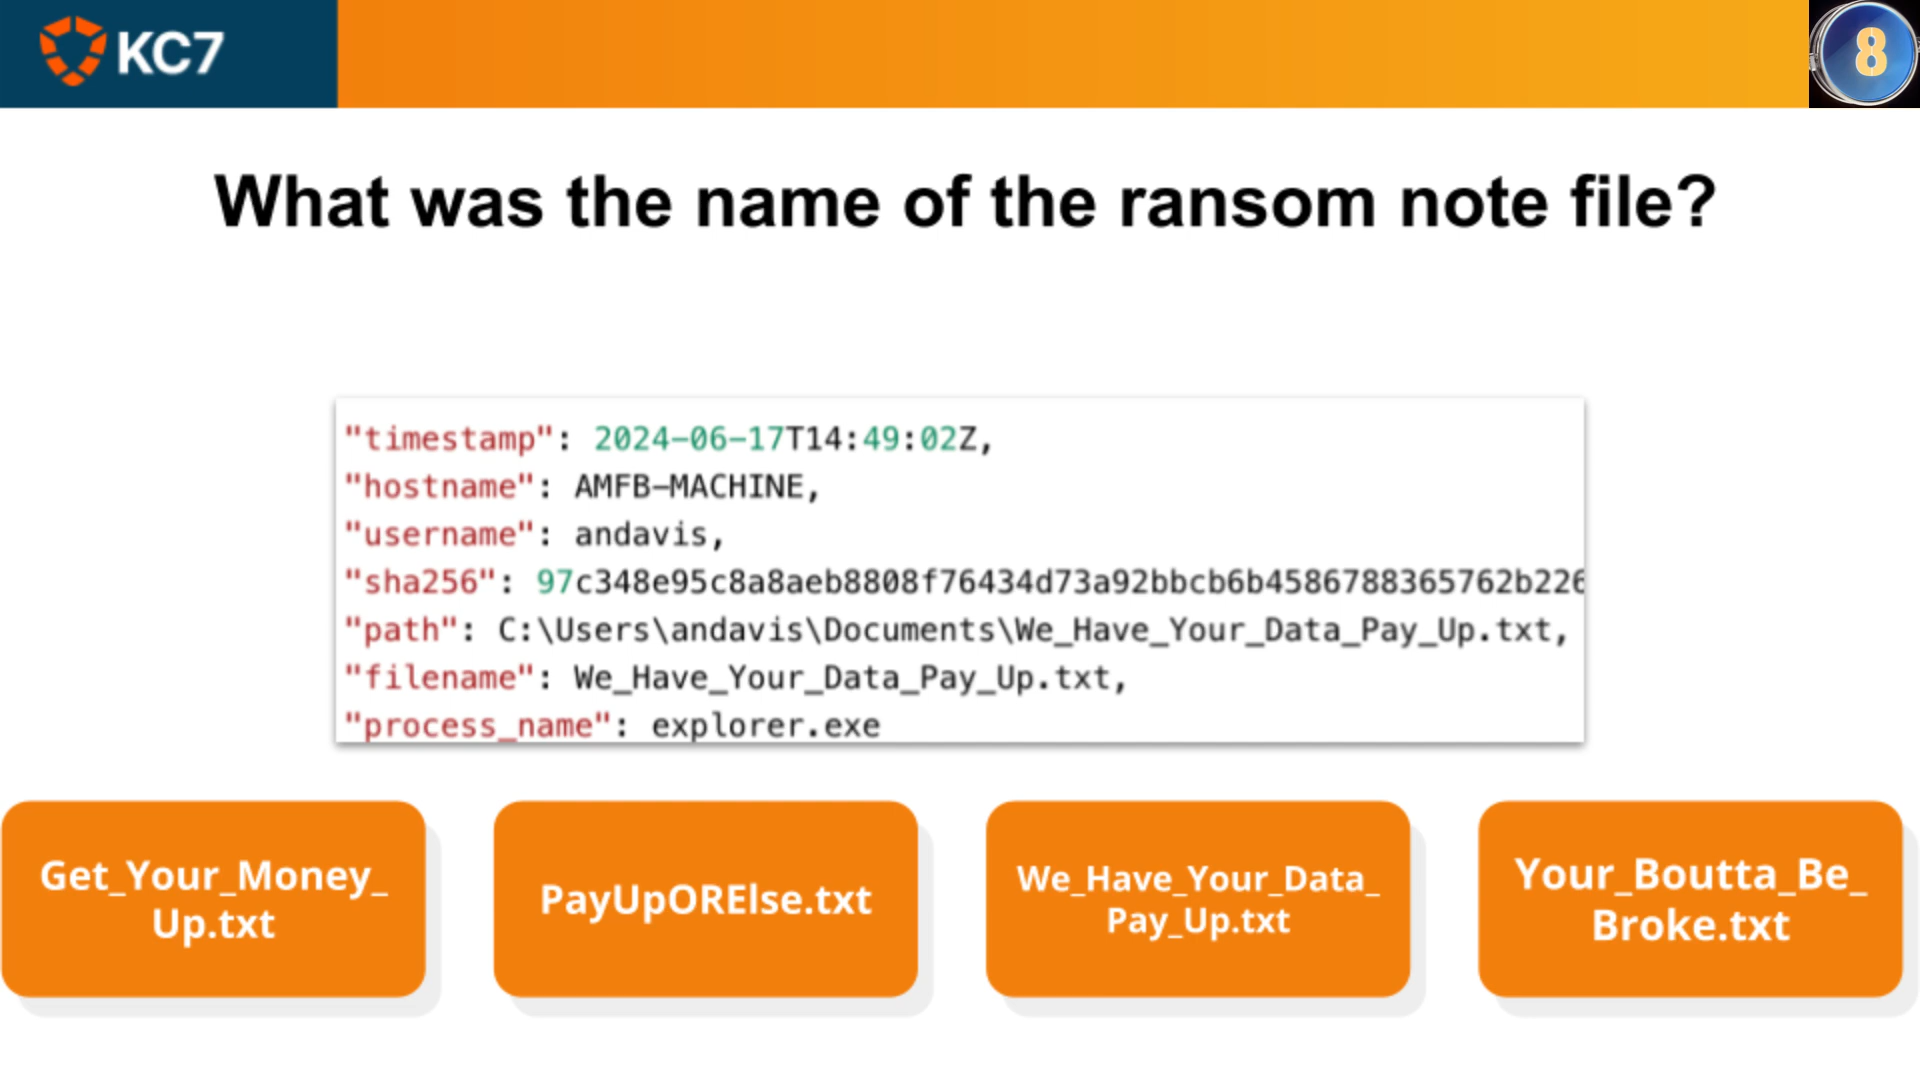 KC7
8
What was the name of the ransom note file?
"timestamp": 2024-06-17T14:49:02Z,
"hostname": AMFB-MACHINE,
"username": andavis,
"sha256": 97c348e95c8a8aeb8808f76434d73a92bbcb6b4586788365762b226
"path": C:\Users\andavis\Documents\We_Have_Your_Data_Pay_Up.txt,
"filename": We_Have_Your_Data_Pay_Up.txt,
"process_name": explorer.exe
Get_Your_Money_
Up.txt
PayUpORElse.txt
We_Have_Your_Data_
Pay_Up.txt
Your_Boutta_Be_
Broke.txt